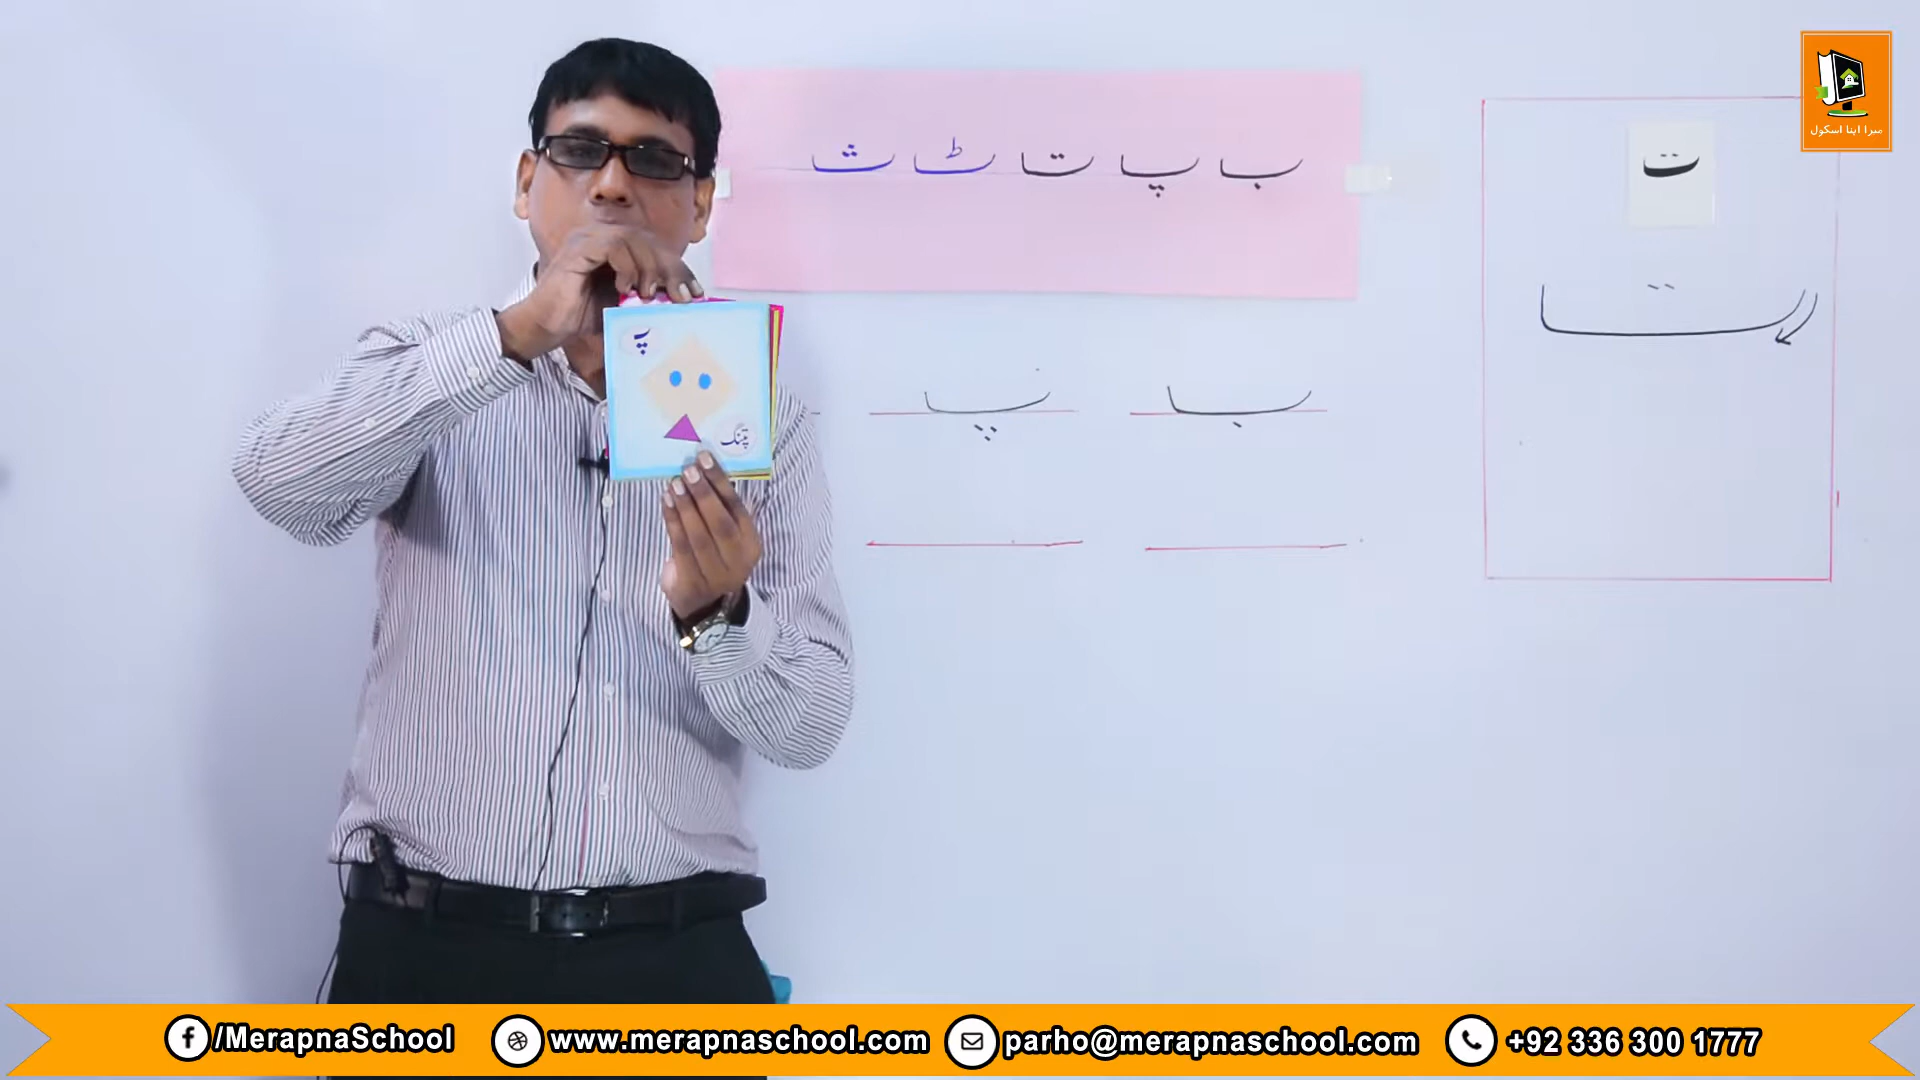 میرا اپنا اسکول
ب پ ت ٹ ث
ت
ت
ب پ
پ
پتنگ
/MerapnaSchool
www.merapnaschool.com
parho@merapnaschool.com
+92 336 300 1777